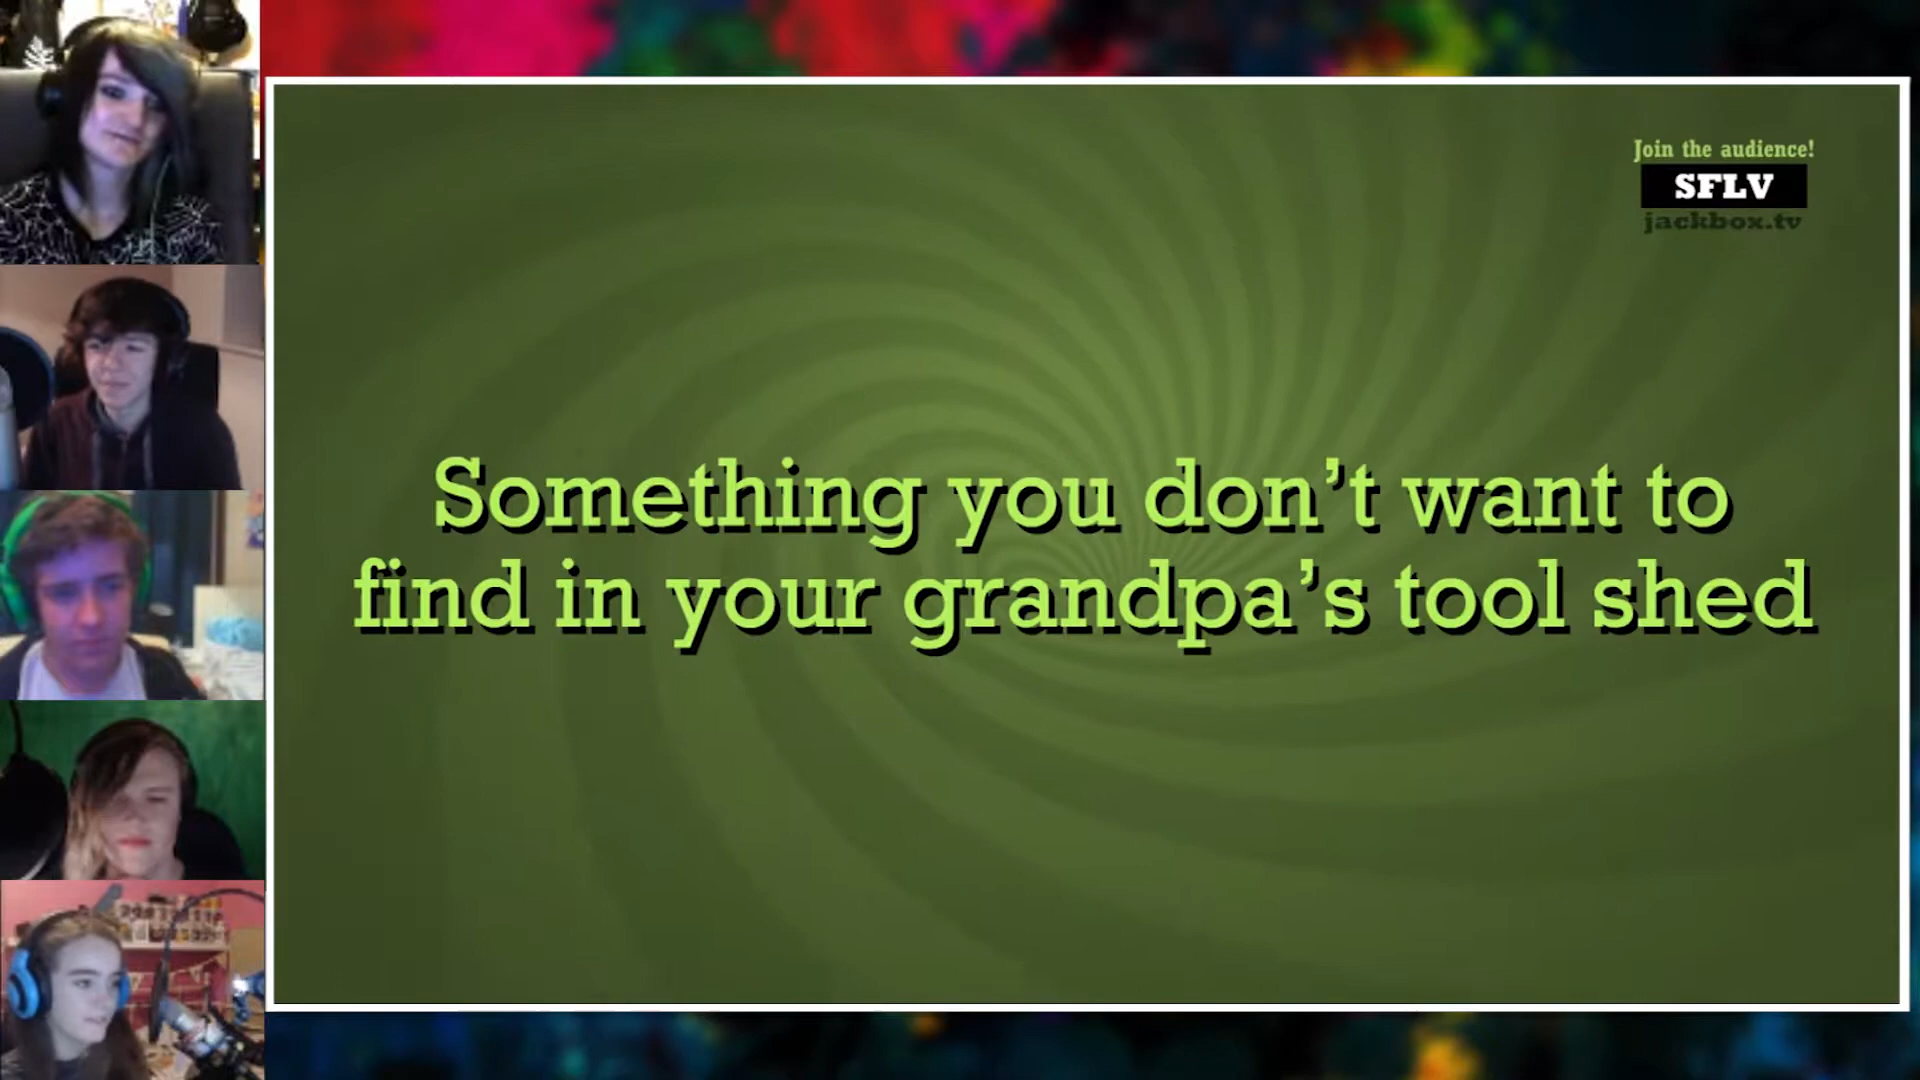 Join the audience!
SFLV
jackbox.tv
Something you don't want to
find in your grandpa's tool shed